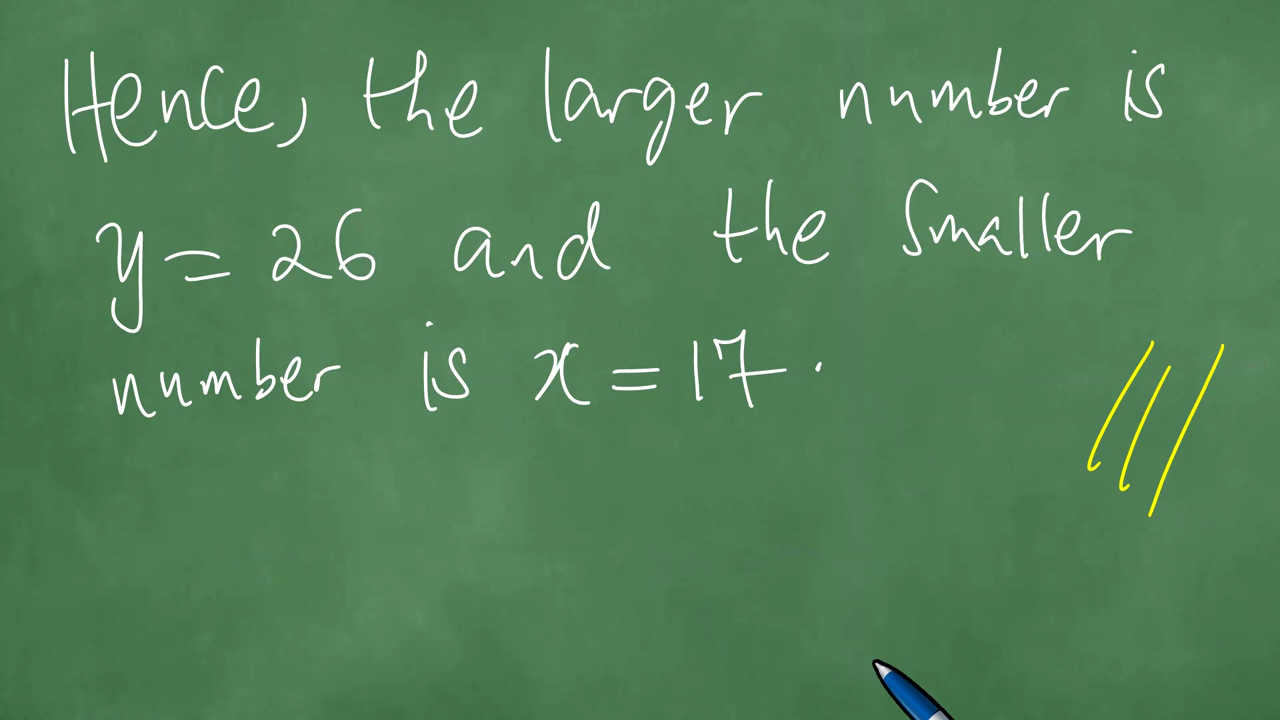 Hence, the larger number is
y = 26 and the smaller
number is x = 17.